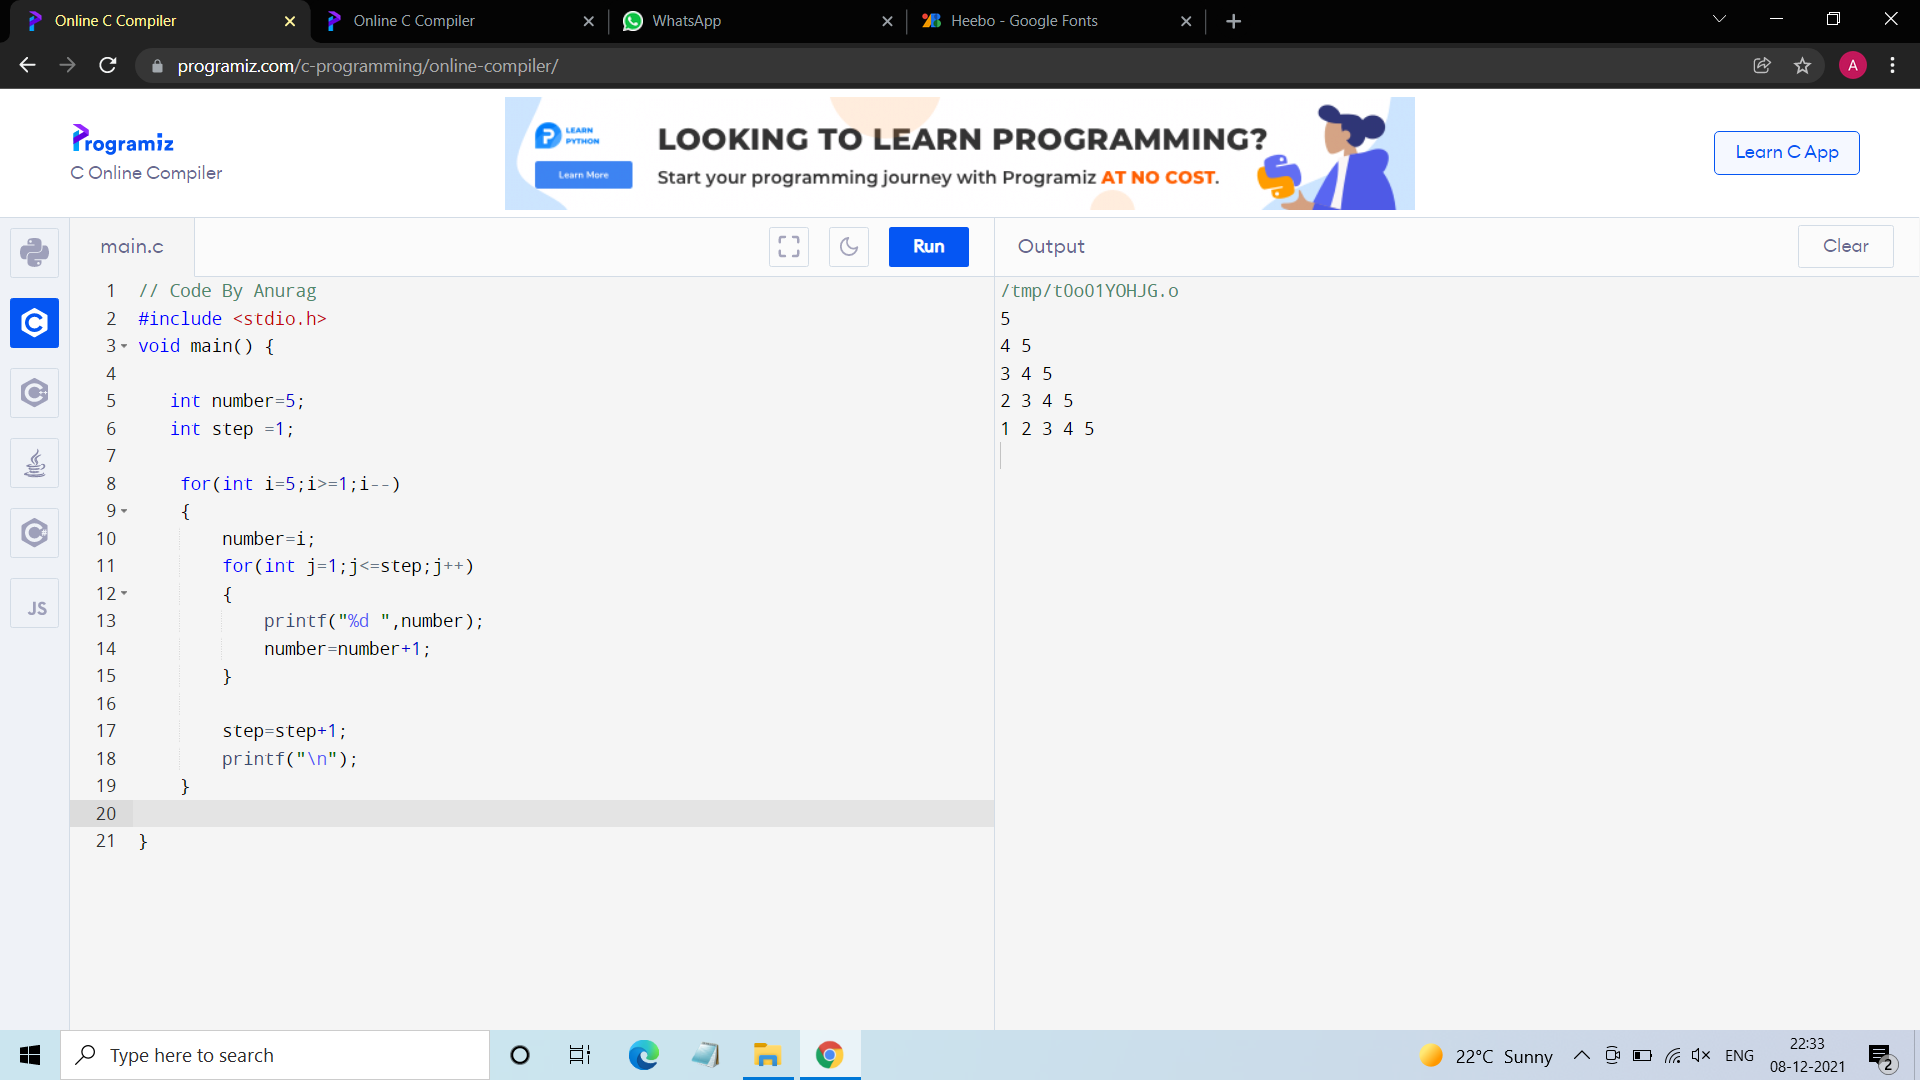 Online C Compiler
Online C Compiler
WhatsApp
Heebo - Google Fonts
programiz.com/c-programming/online-compiler/
A
Programiz
C Online Compiler
LEARN
PYTHON
Learn More
LOOKING TO LEARN PROGRAMMING?
Start your programming journey with Programiz AT NO COST.
Learn C App
main.c
Run
Output
Clear
1 // Code By Anurag
2 #include <stdio.h>
3 void main() {
4
5 int number=5;
6 int step =1;
7
8 for(int i=5;i>=1;i--)
9 {
10 number=i;
11 for(int j=1;j<=step;j++)
12 {
13 printf("%d ",number);
14 number=number+1;
15 }
16
17 step=step+1;
18 printf("\n");
19 }
20
21 }
/tmp/tOo01YOHJG.o
5
4 5
3 4 5
2 3 4 5
1 2 3 4 5
JS
Type here to search
22°C Sunny
ENG
22:33
08-12-2021
2